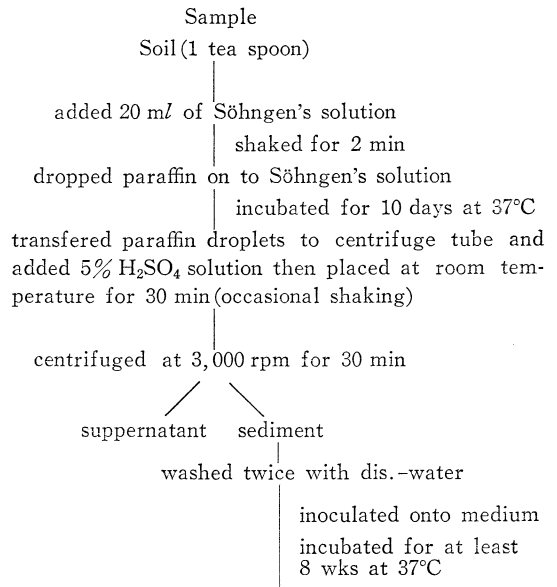 Sample
Soil (1 tea spoon)
added 20 ml of Söhngen's solution
shaked for 2 min
dropped paraffin on to Söhngen's solution
incubated for 10 days at 37°C
transfered paraffin droplets to centrifuge tube and
added 5% H₂SO₄ solution then placed at room tem-
perature for 30 min (occasional shaking)
centrifuged at 3,000 rpm for 30 min
suppernatant sediment
washed twice with dis.-water
inoculated onto medium
incubated for at least
8 wks at 37°C